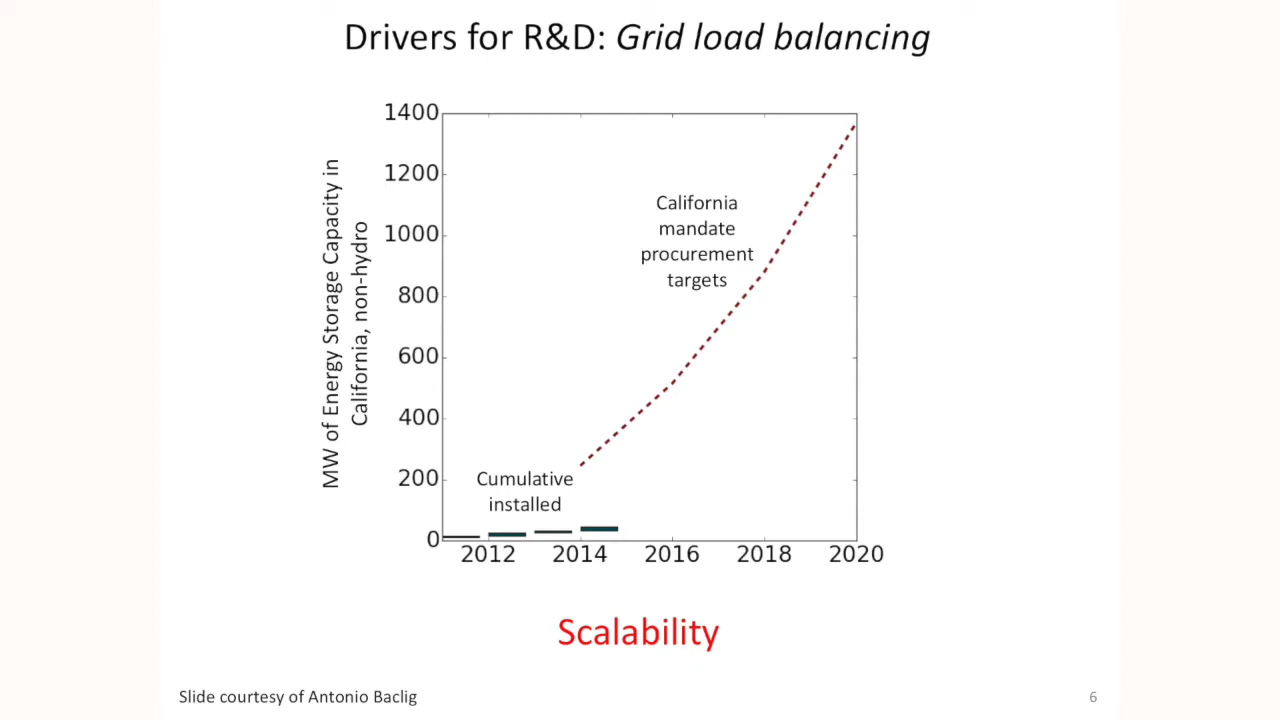 Drivers for R&D: Grid load balancing
MW of Energy Storage Capacity in
California, non-hydro
1400
1200
1000
800
600
400
200
0
California
mandate
procurement
targets
Cumulative
installed
2012
2014
2016
2018
2020
Scalability
Slide courtesy of Antonio Baclig
6